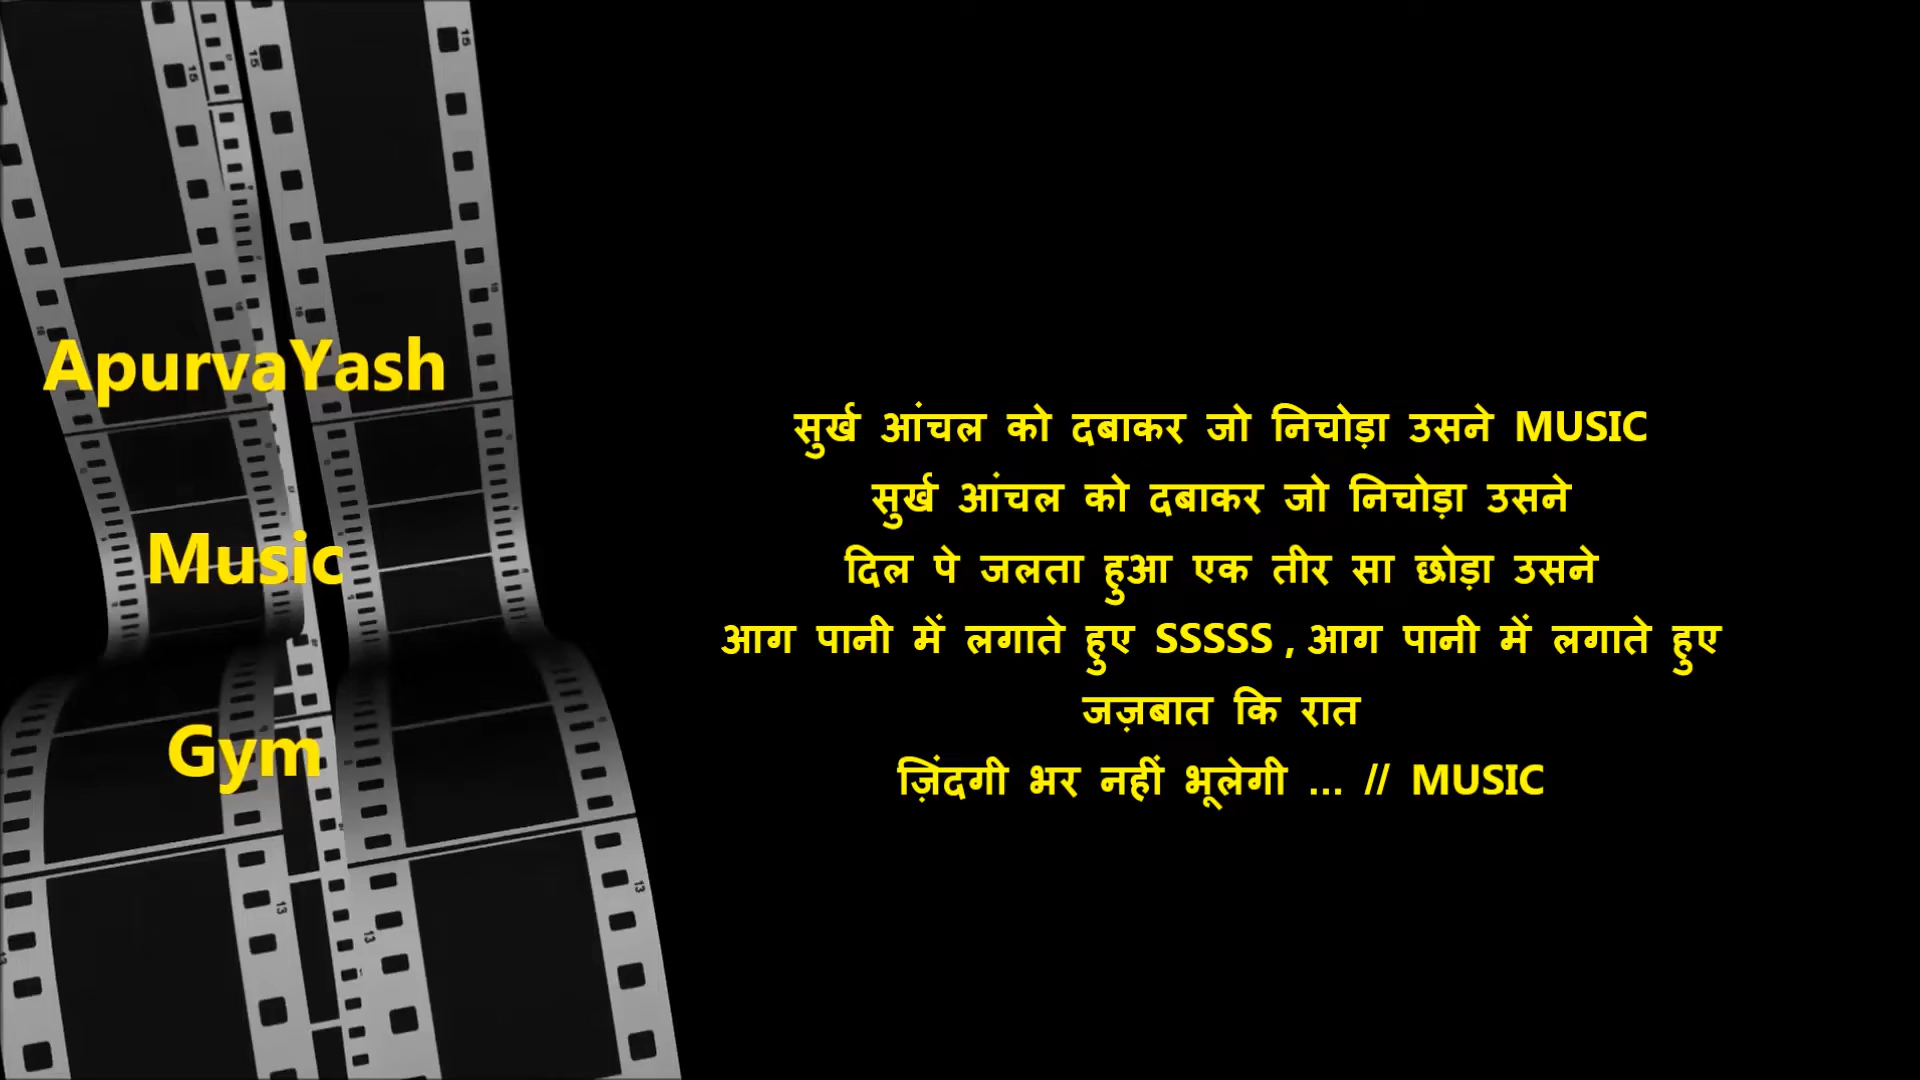 ApurvaYash
Music
Gym
सुर्ख आंचल को दबाकर जो निचोड़ा उसने MUSIC
सुर्ख आंचल को दबाकर जो निचोड़ा उसने
दिल पे जलता हुआ एक तीर सा छोड़ा उसने
आग पानी में लगाते हुए SSSSS , आग पानी में लगाते हुए
जज़बात कि रात
ज़िंदगी भर नहीं भूलेगी ... // MUSIC